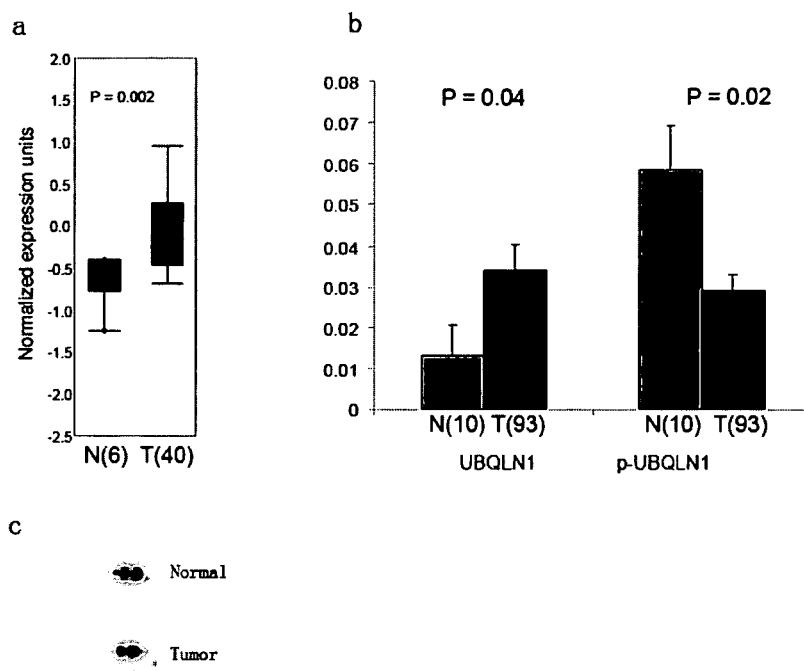 a
Normalized expression units
2.0
1.5
P = 0.002
1.0
0.5
0.0
-0.5
-1.0
-1.5
-2.0
-2.5
N(6) T(40)
b
0.08
0.07
0.06
0.05
0.04
0.03
0.02
0.01
0
P = 0.04
P = 0.02
N(10) T(93)
N(10) T(93)
UBQLN1
p-UBQLN1
c
Normal
Tumor